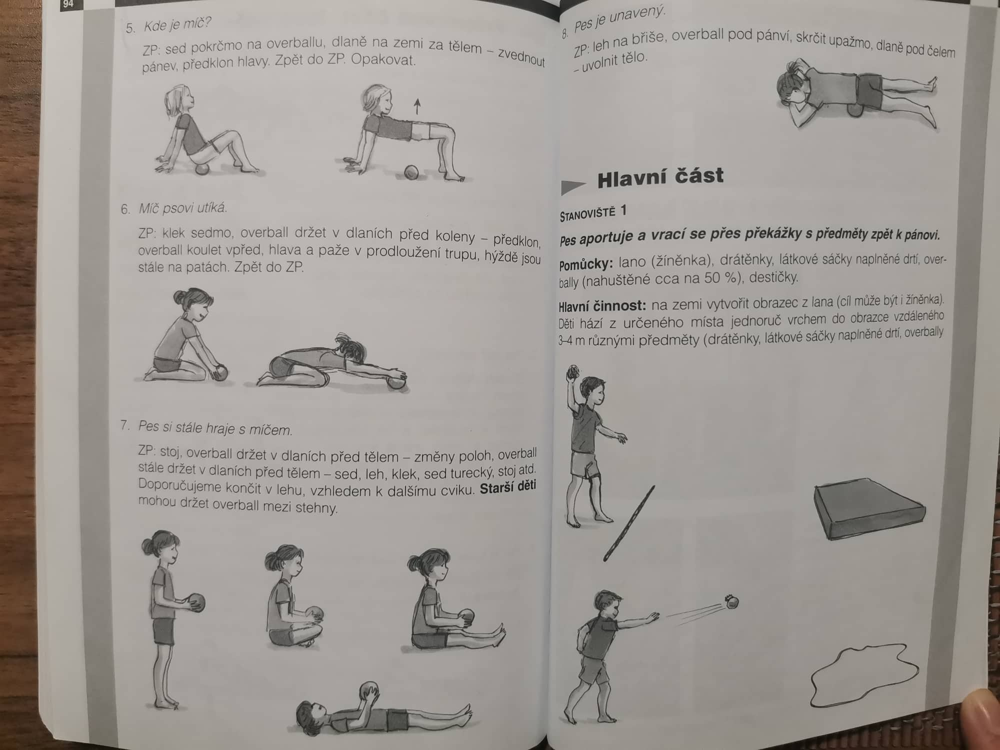 94
5. Kde je míč?
ZP: sed pokrčmo na overballu, dlaně na zemi za tělem – zvednout
pánev, předklon hlavy. Zpět do ZP. Opakovat.
6. Míč psovi utíká.
ZP: klek sedmo, overball držet v dlaních před koleny – předklon,
overball koulet vpřed, hlava a paže v prodloužení trupu, hýždě jsou
stále na patách. Zpět do ZP.
7. Pes si stále hraje s míčem.
ZP: stoj, overball držet v dlaních před tělem – změny poloh, overball
stále držet v dlaních před tělem – sed, leh, klek, sed turecký, stoj atd.
Doporučujeme končit v lehu, vzhledem k dalšímu cviku. Starší děti
mohou držet overball mezi stehny.
8. Pes je unavený.
ZP: leh na břiše, overball pod pánví, skrčit upažmo, dlaně pod čelem
– uvolnit tělo.
Hlavní část
STANOVIŠTĚ 1
Pes aportuje a vrací se přes překážky s předměty zpět k pánovi.
Pomůcky: lano (žíněnka), drátěnky, látkové sáčky naplněné drtí, over-
bally (nahuštěné cca na 50 %), destičky.
Hlavní činnost: na zemi vytvořit obrazec z lana (cíl může být i žíněnka).
Děti hází z určeného místa jednoruč vrchem do obrazce vzdáleného
3–4 m různými předměty (drátěnky, látkové sáčky naplněné drtí, overbally